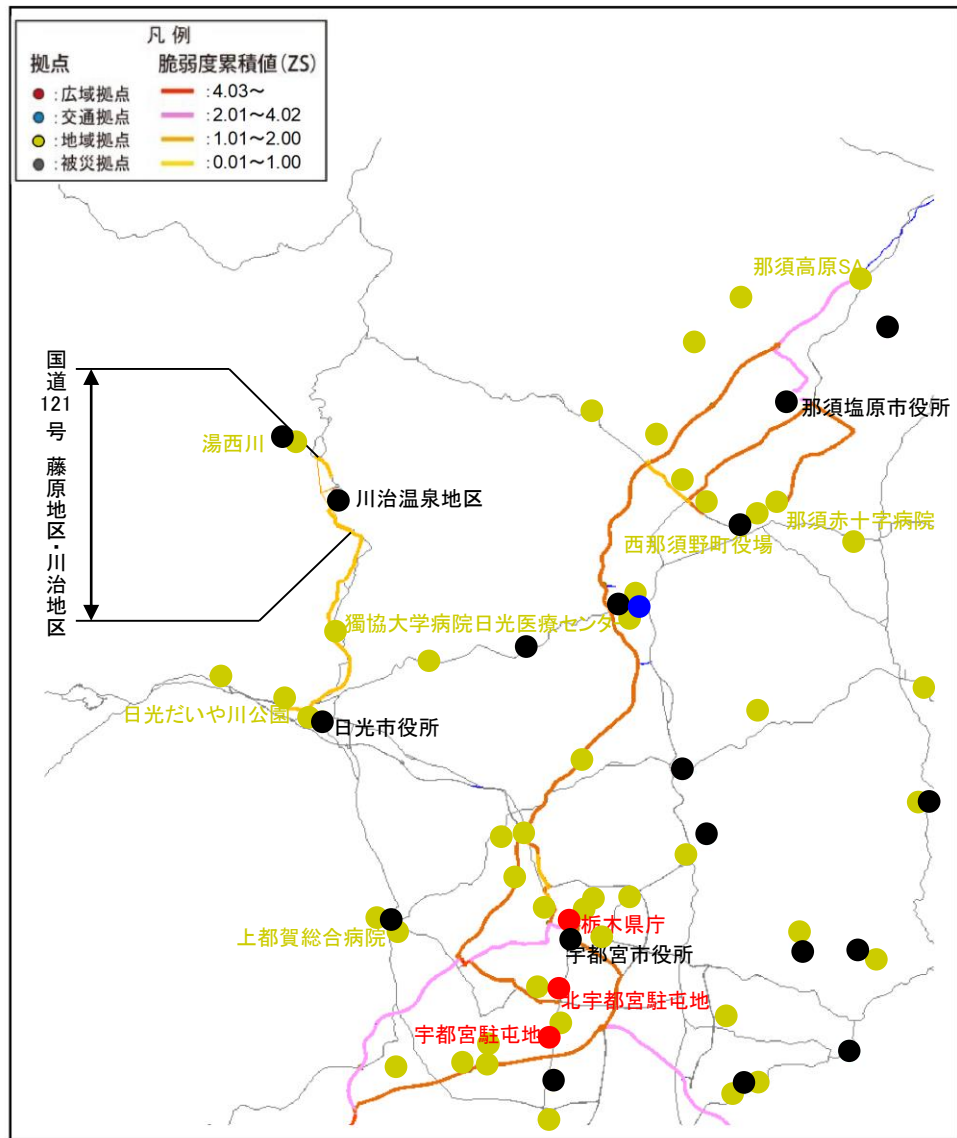 凡 例
拠点
脆弱度累積値(ZS)
:広域拠点
:4.03～
:交通拠点
:2.01～4.02
:地域拠点
:1.01～2.00
:被災拠点
:0.01～1.00
那須高原SA
那須塩原市役所
国道121号 藤原地区・川治地区
湯西川
川治温泉地区
那須赤十字病院
西那須野町役場
獨協大学病院日光医療センター
日光だいや川公園
日光市役所
栃木県庁
上都賀総合病院
宇都宮市役所
北宇都宮駐屯地
宇都宮駐屯地